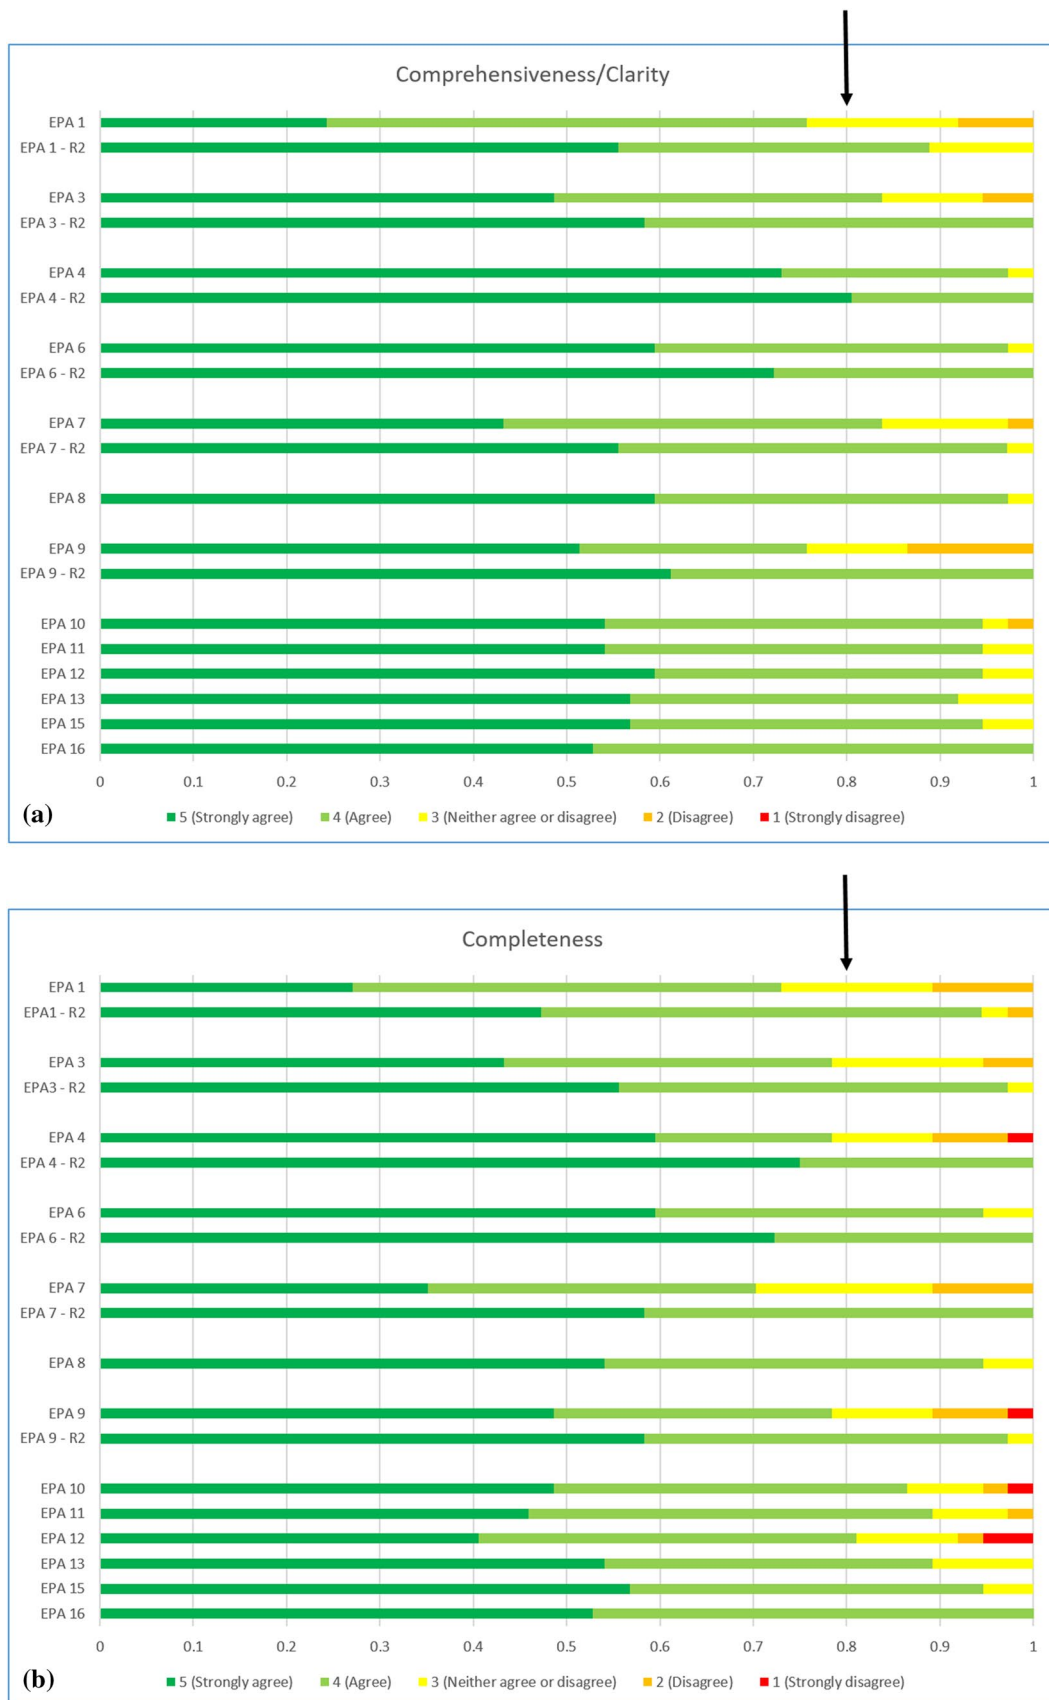 Comprehensiveness/Clarity
EPA 1
EPA 1 - R2
EPA 3
EPA 3 - R2
EPA 4
EPA 4 - R2
EPA 6
EPA 6 - R2
EPA 7
EPA 7 - R2
EPA 8
EPA 9
EPA 9 - R2
EPA 10
EPA 11
EPA 12
EPA 13
EPA 15
EPA 16
0 0.1 0.2 0.3 0.4 0.5 0.6 0.7 0.8 0.9 1
(a) 5 (Strongly agree) 4 (Agree) 3 (Neither agree or disagree) 2 (Disagree) 1 (Strongly disagree)
Completeness
EPA 1
EPA1 - R2
EPA 3
EPA3 - R2
EPA 4
EPA 4 - R2
EPA 6
EPA 6 - R2
EPA 7
EPA 7 - R2
EPA 8
EPA 9
EPA 9 - R2
EPA 10
EPA 11
EPA 12
EPA 13
EPA 15
EPA 16
0 0.1 0.2 0.3 0.4 0.5 0.6 0.7 0.8 0.9 1
(b) 5 (Strongly agree) 4 (Agree) 3 (Neither agree or disagree) 2 (Disagree) 1 (Strongly disagree)